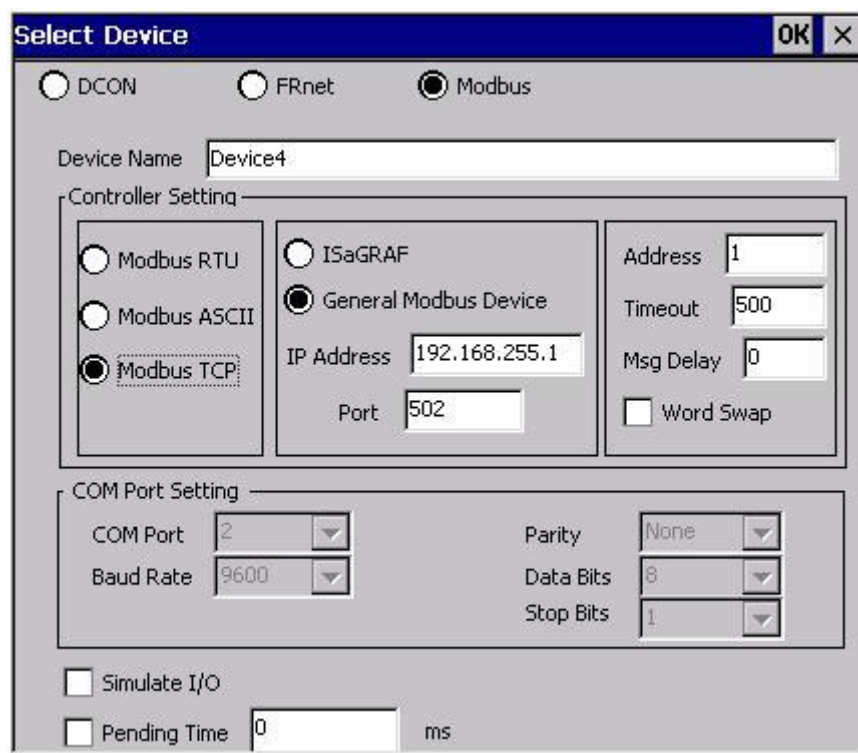 Select Device OK ×
DCON FRnet Modbus
Device Name Device4
Controller Setting
Modbus RTU
Modbus ASCII
Modbus TCP
ISaGRAF
General Modbus Device
IP Address 192.168.255.1
Port 502
Address 1
Timeout 500
Msg Delay 0
Word Swap
COM Port Setting
COM Port 2
Baud Rate 9600
Parity None
Data Bits 8
Stop Bits 1
Simulate I/O
Pending Time 0 ms